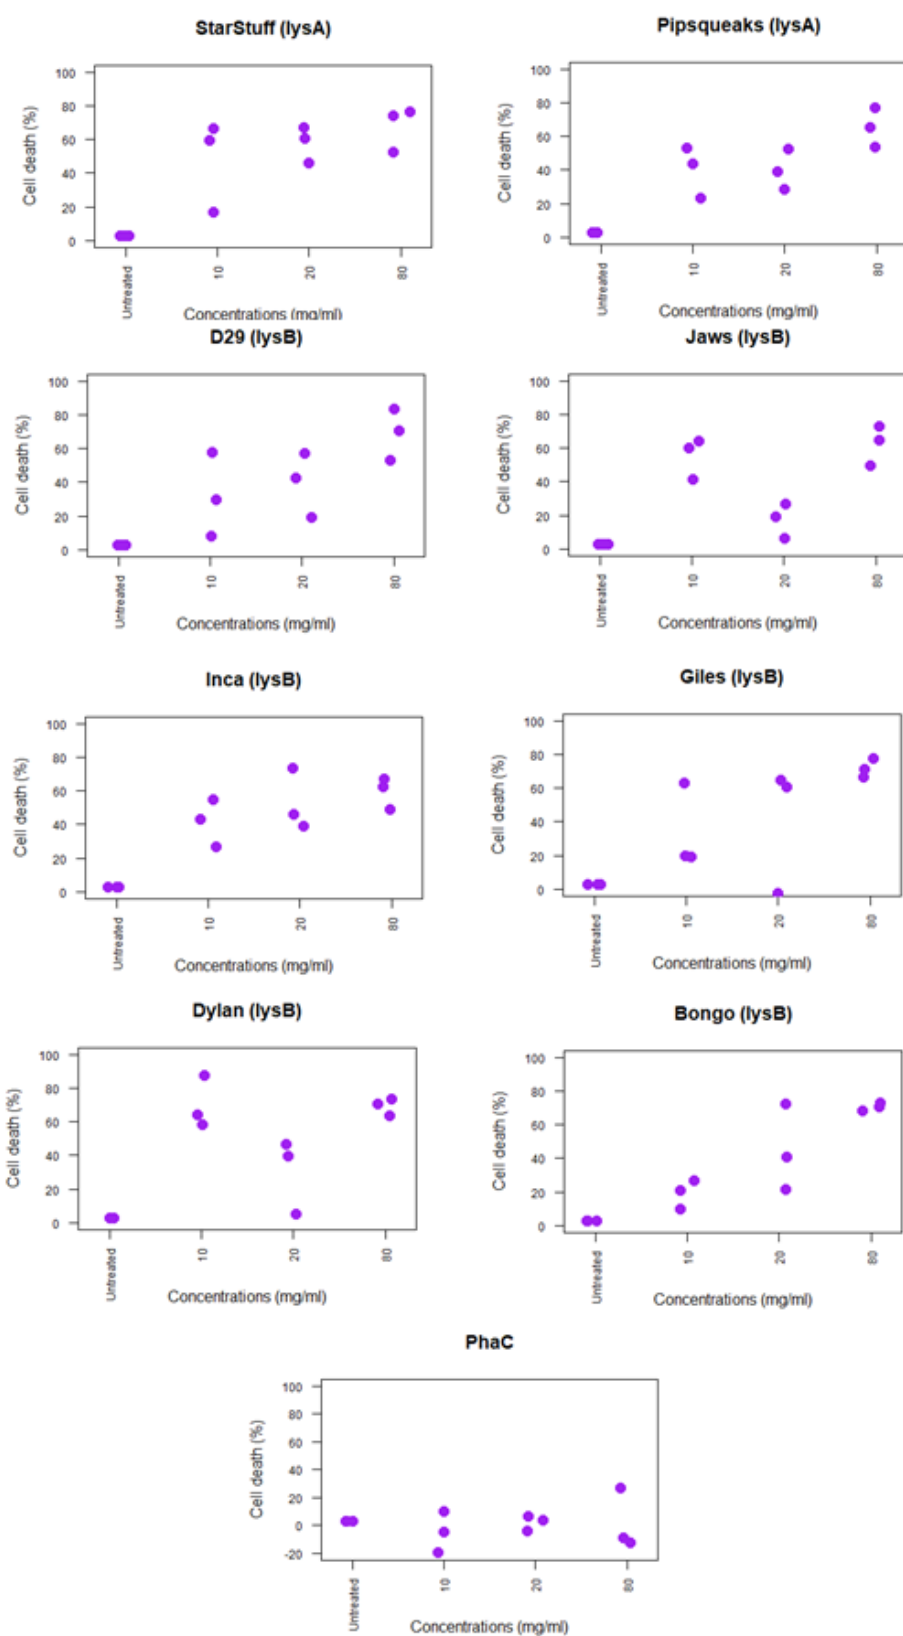 StarStuff (lysA)
Cell death (%)
100
80
60
40
20
0
Untreated
10
20
80
Concentrations (mg/ml)
Pipsqueaks (lysA)
Cell death (%)
100
80
60
40
20
0
Untreated
10
20
80
Concentrations (mg/ml)
D29 (lysB)
Cell death (%)
100
80
60
40
20
0
Untreated
10
20
80
Concentrations (mg/ml)
Jaws (lysB)
Cell death (%)
100
80
60
40
20
0
Untreated
10
20
80
Concentrations (mg/ml)
Inca (lysB)
Cell death (%)
100
80
60
40
20
0
Untreated
10
20
80
Concentrations (mg/ml)
Giles (lysB)
Cell death (%)
100
80
60
40
20
0
Untreated
10
20
80
Concentrations (mg/ml)
Dylan (lysB)
Cell death (%)
100
80
60
40
20
0
Untreated
10
20
80
Concentrations (mg/ml)
Bongo (lysB)
Cell death (%)
100
80
60
40
20
0
Untreated
10
20
80
Concentrations (mg/ml)
PhaC
Cell death (%)
100
80
60
40
20
0
-20
Untreated
10
20
80
Concentrations (mg/ml)